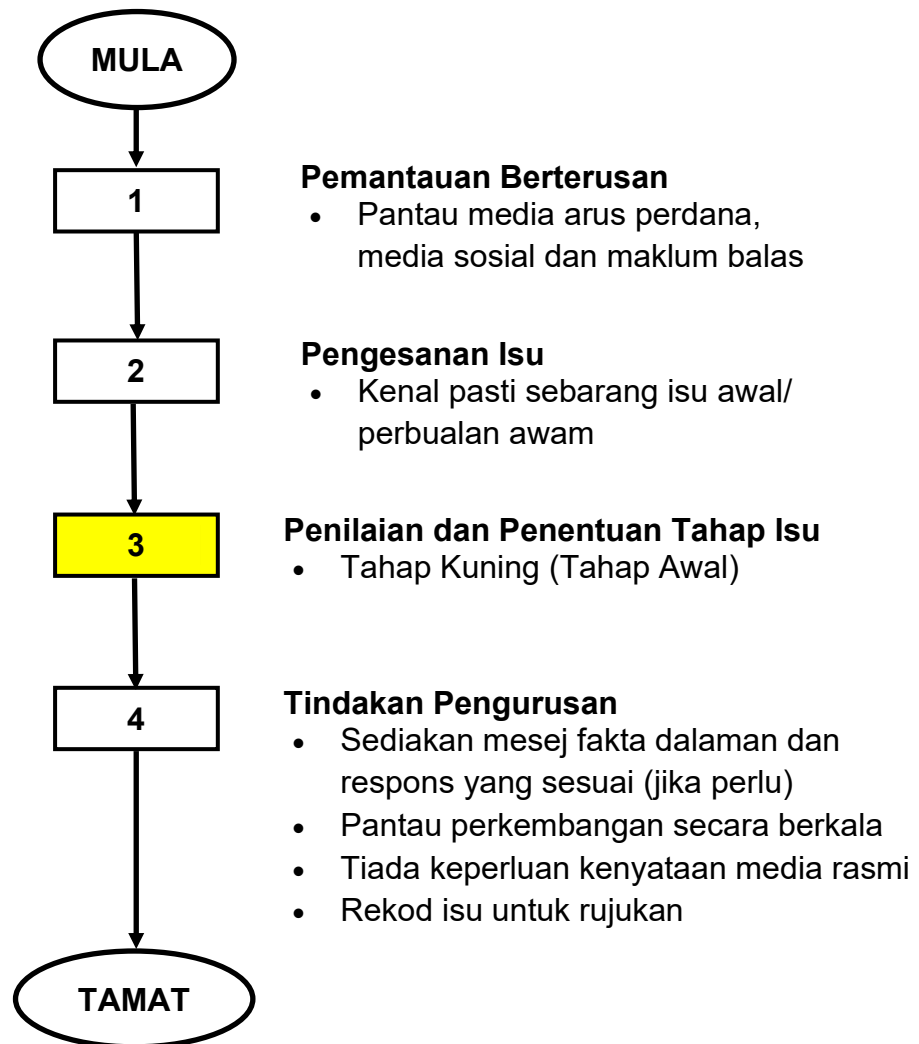 MULA
1
Pemantauan Berterusan
• Pantau media arus perdana,
media sosial dan maklum balas
2
Pengesanan Isu
• Kenal pasti sebarang isu awal/
perbualan awam
3
Penilaian dan Penentuan Tahap Isu
• Tahap Kuning (Tahap Awal)
4
Tindakan Pengurusan
• Sediakan mesej fakta dalaman dan
respons yang sesuai (jika perlu)
• Pantau perkembangan secara berkala
• Tiada keperluan kenyataan media rasmi
• Rekod isu untuk rujukan
TAMAT